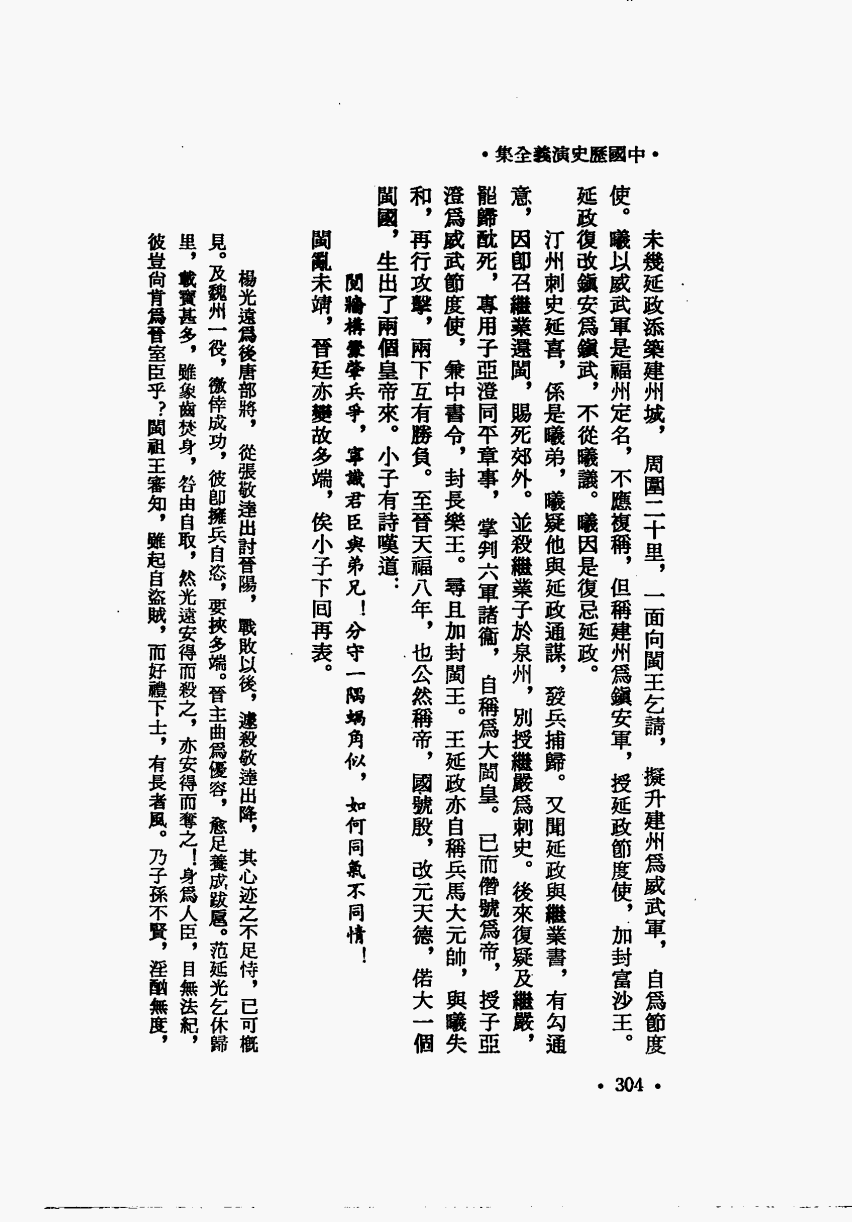 •中國歷史演義全集•
未幾延政添築建州城，周圍二十里，一面向閩王乞請，擬升建州爲威武軍，自爲節度
使。曦以威武軍是福州定名，不應複稱，但稱建州爲鎭安軍，授延政節度使，加封富沙王。
延政復改鎭安爲鎭武，不從曦議。曦因是復忌延政。
汀州刺史延喜，係是曦弟，曦疑他與延政通謀，發兵捕歸。又聞延政與繼業書，有勾通
意，因卽召繼業還閩，賜死郊外。並殺繼業子於泉州，別授繼嚴爲刺史。後來復疑及繼嚴，
罷歸酖死，專用子亞澄同平章事，掌判六軍諸衞，自稱爲大閩皇。已而僭號爲帝，授子亞
澄爲威武節度使，兼中書令，封長樂王。尋且加封閩王。王延政亦自稱兵馬大元帥，與曦失
和，再行攻擊，兩下互有勝負。至晉天福八年，也公然稱帝，國號殷，改元天德，偌大一個
閩國，生出了兩個皇帝來。小子有詩嘆道：
鬩牆構釁肇兵爭，寧識君臣與弟兄！分守一隅蝸角似，如何同氣不同情！
閩亂未靖，晉廷亦變故多端，俟小子下回再表。
楊光遠爲後唐部將，從張敬達出討晉陽，戰敗以後，遽殺敬達出降，其心迹之不足恃，已可槪
見。及魏州一役，徼倖成功，彼卽擁兵自恣，要挾多端。晉主曲爲優容，愈足養成跋扈。范延光乞休歸
里，載寶甚多，雖象齒焚身，咎由自取，然光遠安得而殺之，亦安得而奪之！身爲人臣，目無法紀，
彼豈尙肯爲晉室臣乎？閩祖王審知，雖起自盜賊，而好禮下士，有長者風。乃子孫不賢，淫酗無度，
•304•